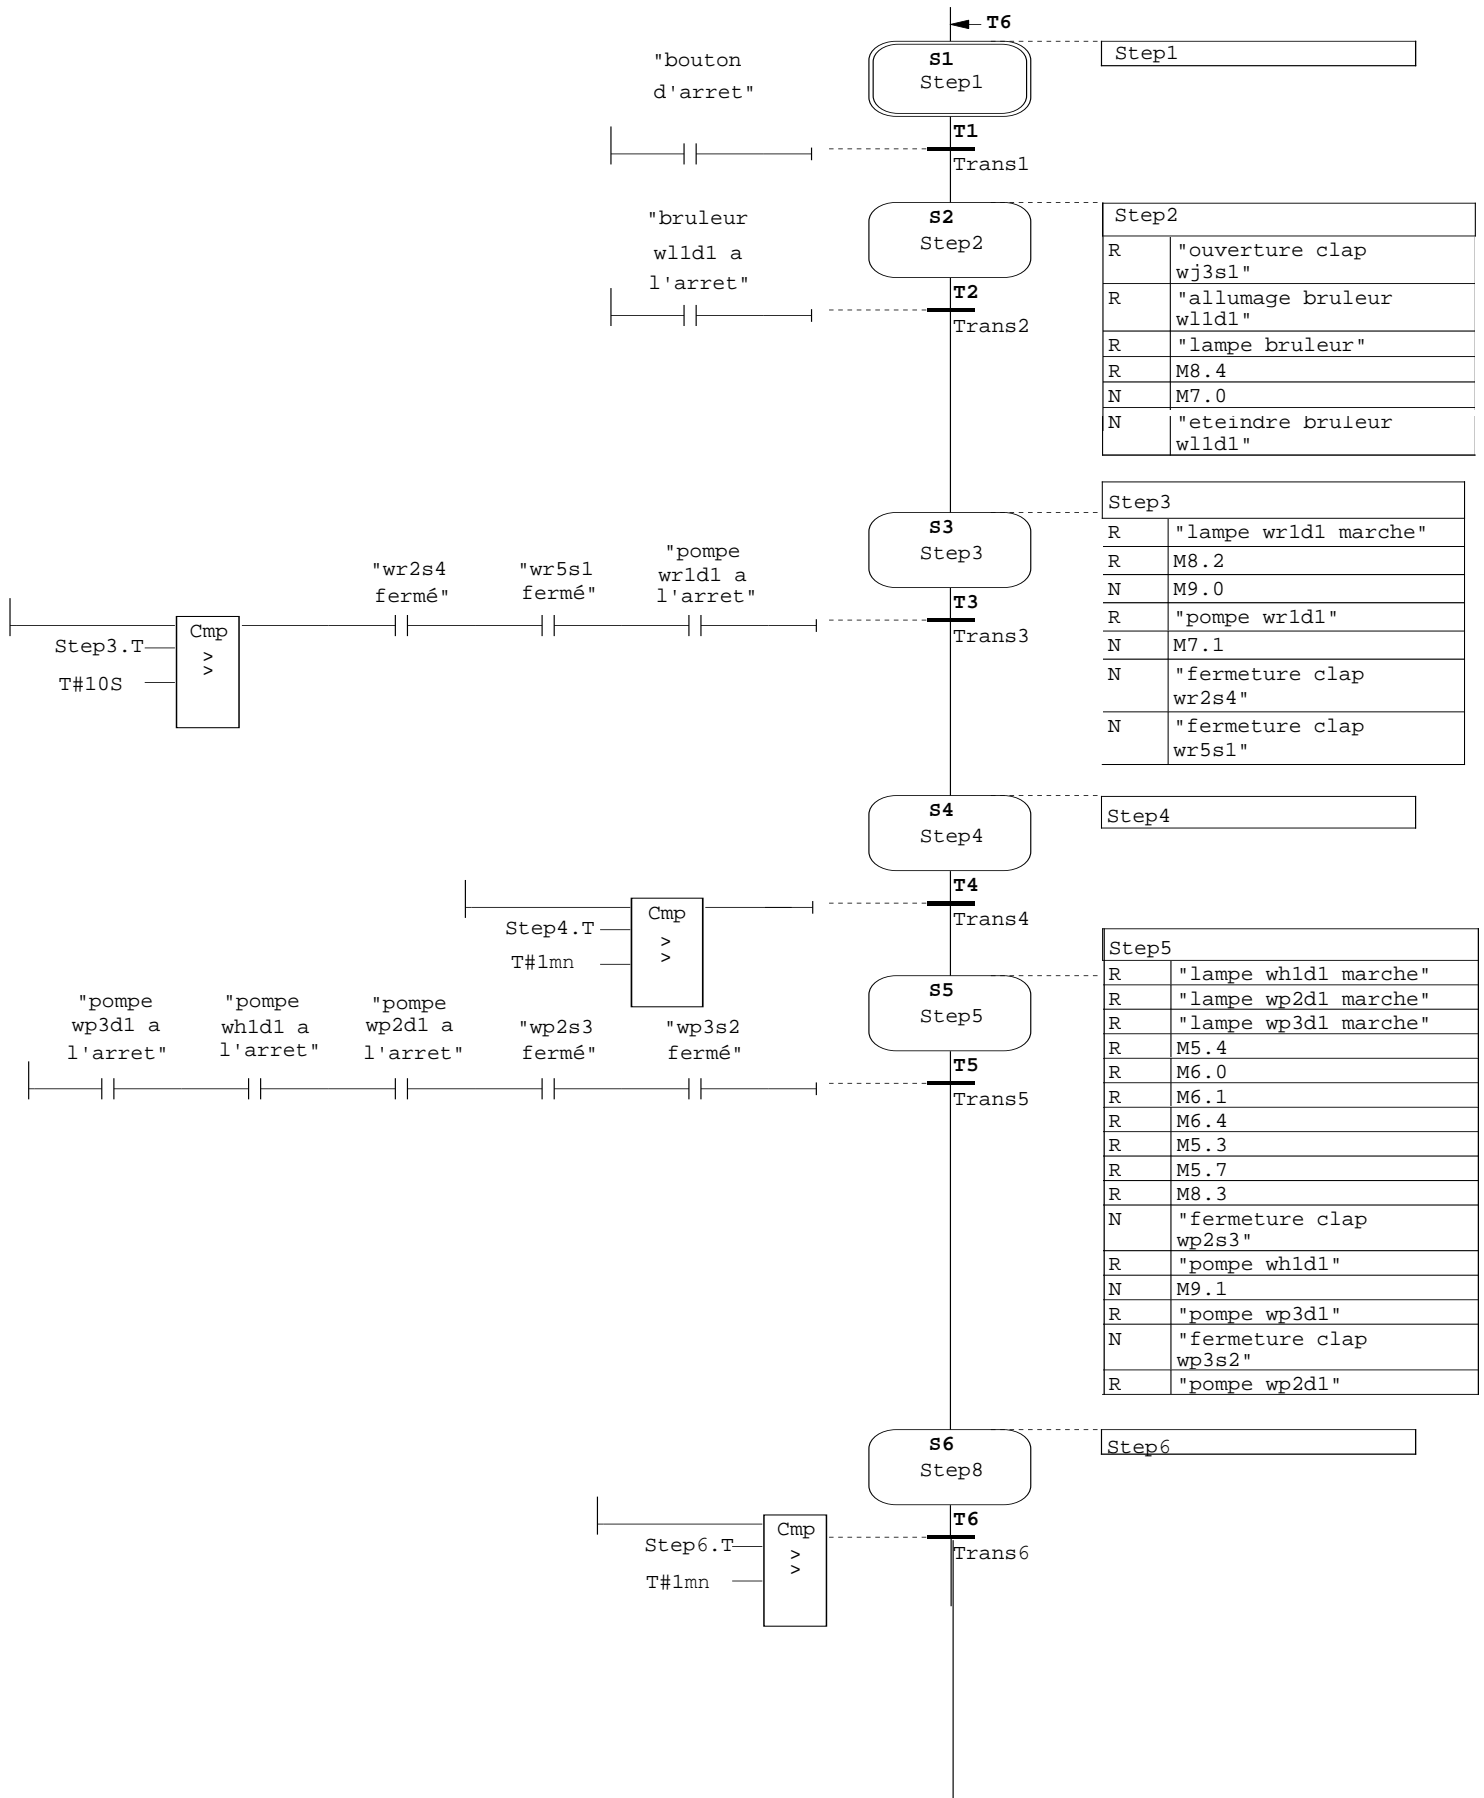 T6
S1
Step1
Step1
"bouton
d'arret"
T1
Trans1
S2
Step2
"bruleur
wl1d1 a
l'arret"
T2
Trans2
Step2
R "ouverture clap
wj3s1"
R "allumage bruleur
wl1d1"
R "lampe bruleur"
R M8.4
N M7.0
N "eteindre bruleur
wl1d1"
S3
Step3
Step3
R "lampe wr1d1 marche"
R M8.2
N M9.0
R "pompe wr1d1"
N M7.1
N "fermeture clap
wr2s4"
N "fermeture clap
wr5s1"
"wr2s4
fermé"
"wr5s1
fermé"
"pompe
wr1d1 a
l'arret"
Cmp
>
>
Step3.T
T#10S
T3
Trans3
S4
Step4
Step4
Cmp
>
>
Step4.T
T#1mn
T4
Trans4
S5
Step5
Step5
R "lampe wh1d1 marche"
R "lampe wp2d1 marche"
R "lampe wp3d1 marche"
R M5.4
R M6.0
R M6.1
R M6.4
R M5.3
R M5.7
R M8.3
N "fermeture clap
wp2s3"
R "pompe wh1d1"
N M9.1
R "pompe wp3d1"
N "fermeture clap
wp3s2"
R "pompe wp2d1"
"pompe
wp3d1 a
l'arret"
"pompe
wh1d1 a
l'arret"
"pompe
wp2d1 a
l'arret"
"wp2s3
fermé"
"wp3s2
fermé"
T5
Trans5
S6
Step8
Step6
Cmp
>
>
Step6.T
T#1mn
T6
Trans6